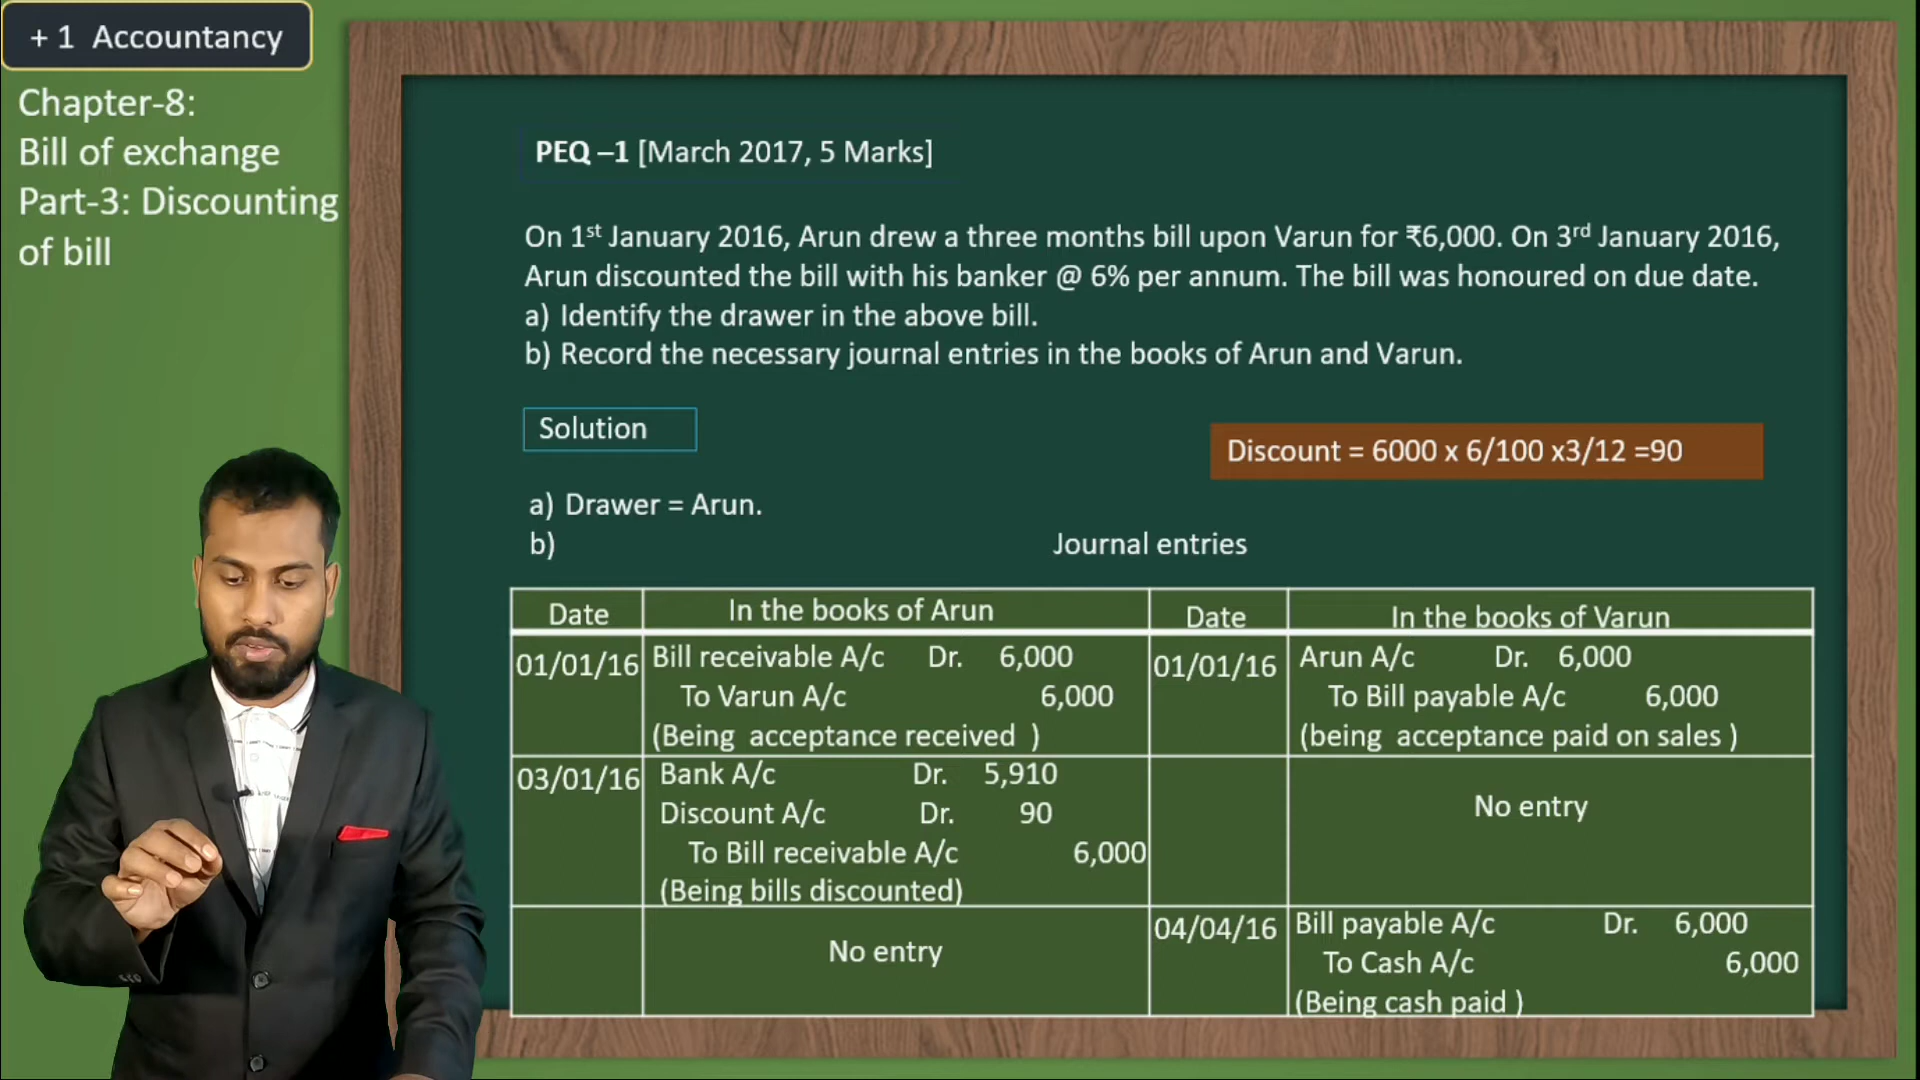 + 1 Accountancy
Chapter-8:
Bill of exchange
Part-3: Discounting
of bill
PEQ –1 [March 2017, 5 Marks]
On 1st January 2016, Arun drew a three months bill upon Varun for ₹6,000. On 3rd January 2016,
Arun discounted the bill with his banker @ 6% per annum. The bill was honoured on due date.
a) Identify the drawer in the above bill.
b) Record the necessary journal entries in the books of Arun and Varun.
Solution
Discount = 6000 x 6/100 x3/12 =90
a) Drawer = Arun.
b)
Journal entries
Date In the books of Arun Date In the books of Varun
01/01/16 Bill receivable A/c Dr. 6,000
To Varun A/c 6,000
(Being acceptance received )
01/01/16 Arun A/c Dr. 6,000
To Bill payable A/c 6,000
(being acceptance paid on sales )
03/01/16 Bank A/c Dr. 5,910
Discount A/c Dr. 90
To Bill receivable A/c 6,000
(Being bills discounted)
No entry
No entry
04/04/16 Bill payable A/c Dr. 6,000
To Cash A/c 6,000
(Being cash paid )